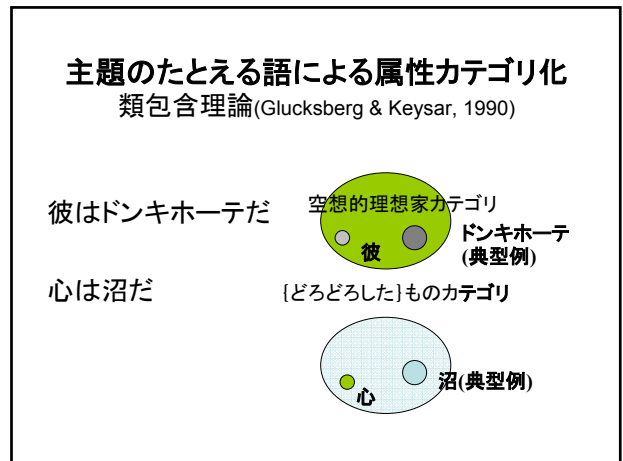 主題のたとえる語による属性カテゴリ化
類包含理論(Glucksberg & Keysar, 1990)
彼はドンキホーテだ
空想的理想家カテゴリ
彼
ドンキホーテ
(典型例)
心は沼だ
{どろどろした}ものカテゴリ
心
沼(典型例)